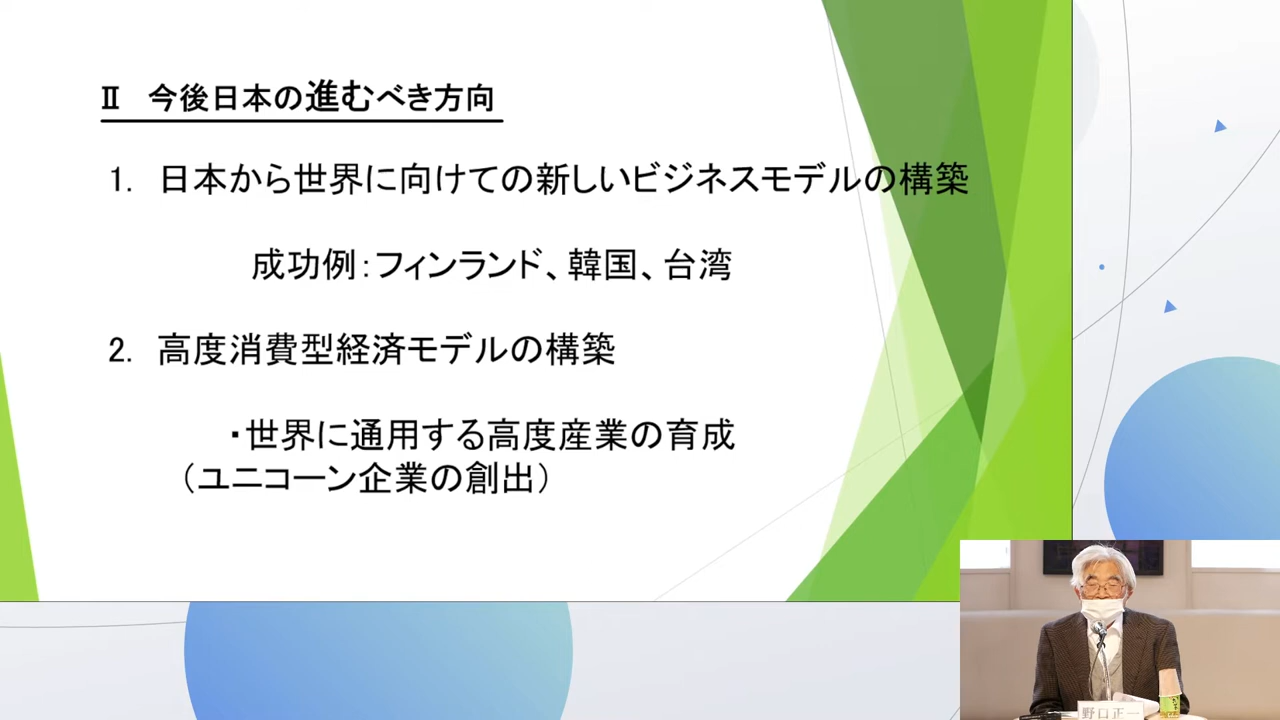 Ⅱ 今後日本の進むべき方向
1. 日本から世界に向けての新しいビジネスモデルの構築
成功例：フィンランド、韓国、台湾
2. 高度消費型経済モデルの構築
・世界に通用する高度産業の育成
（ユニコーン企業の創出）
野口正一